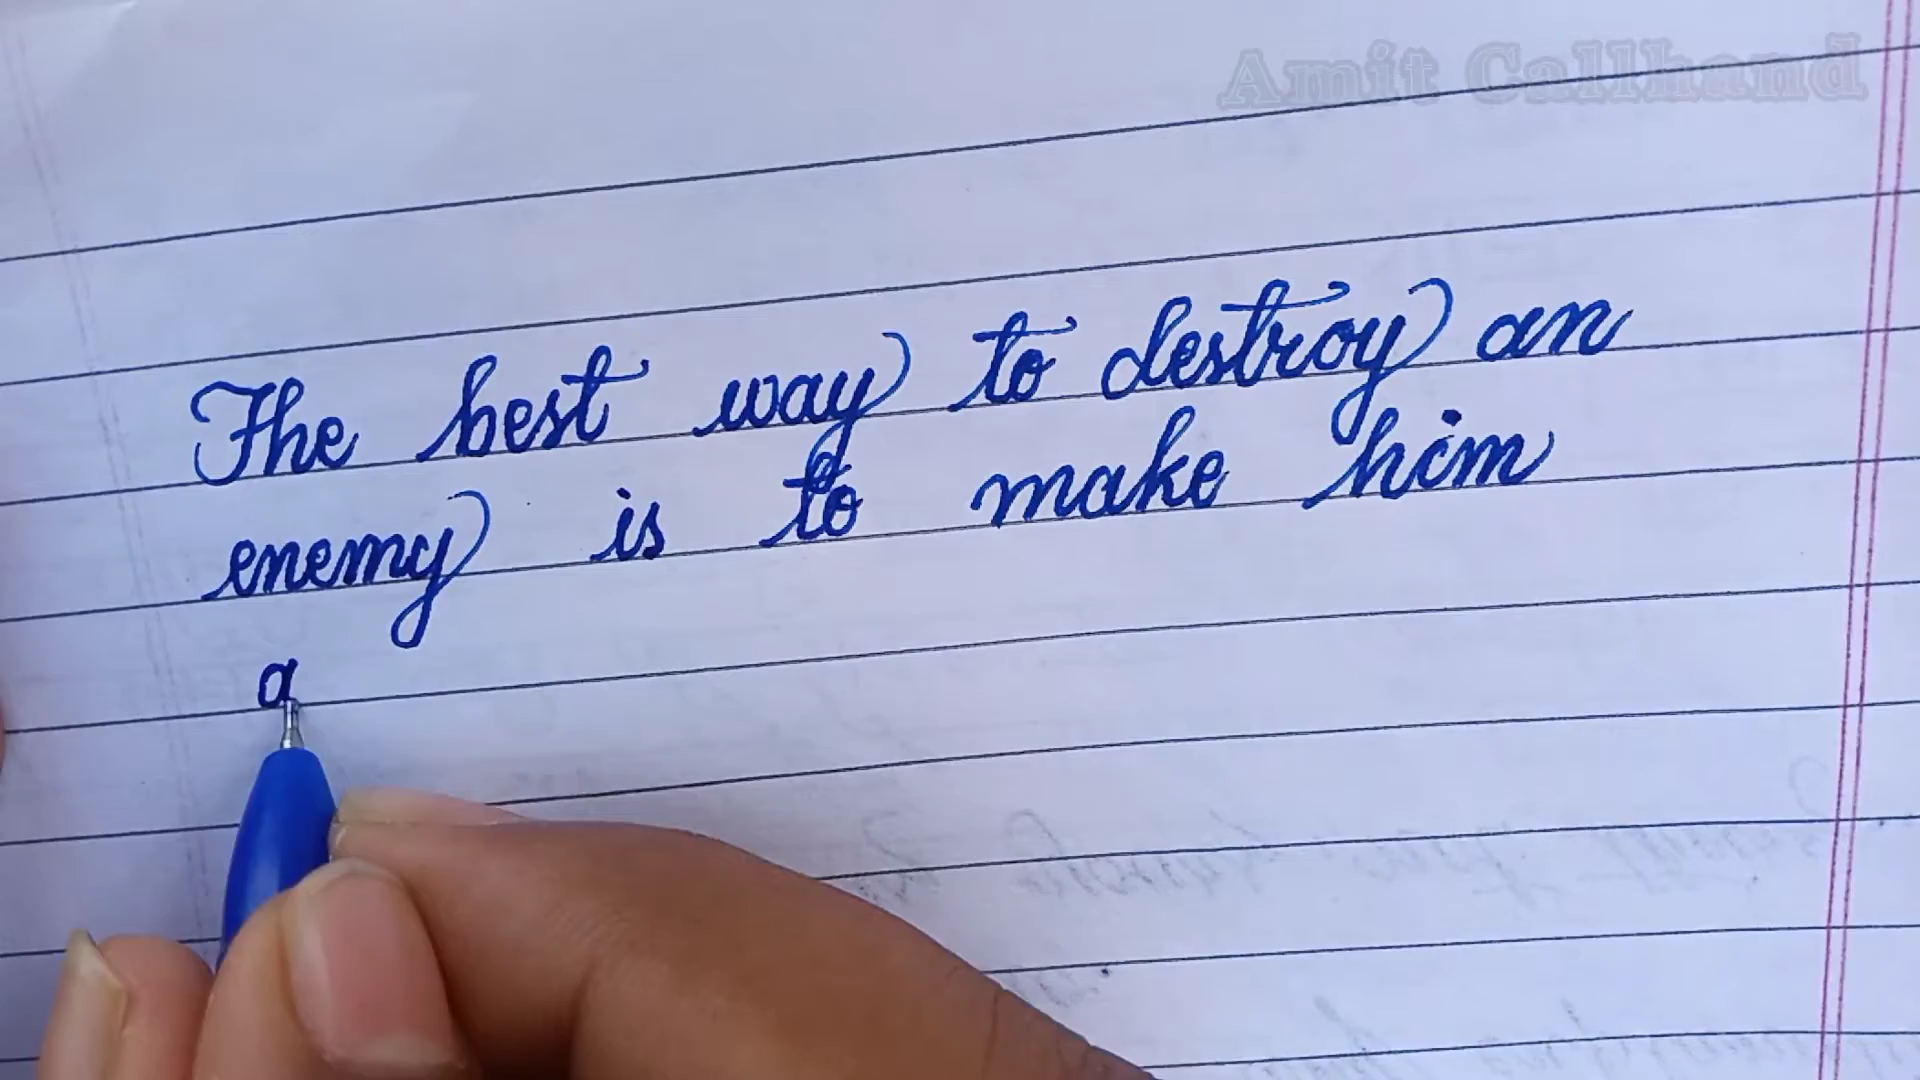 Amit Callhand
The best way to destroy an
enemy is to make him
a